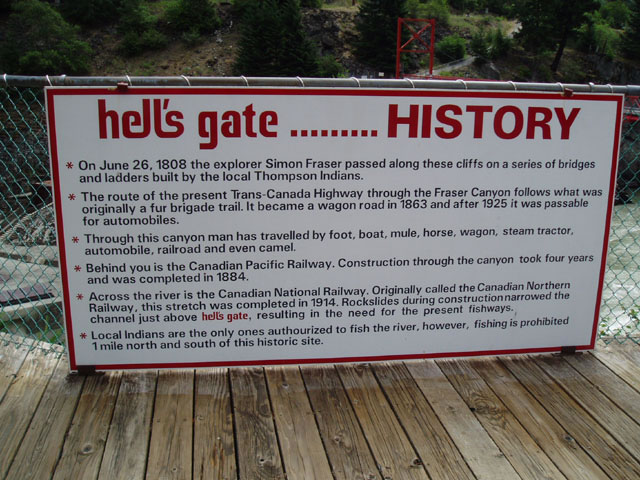 hell's gate ......... HISTORY
* On June 26, 1808 the explorer Simon Fraser passed along these cliffs on a series of bridges
and ladders built by the local Thompson Indians.
* The route of the present Trans-Canada Highway through the Fraser Canyon follows what was
originally a fur brigade trail. It became a wagon road in 1863 and after 1925 it was passable
for automobiles.
* Through this canyon man has travelled by foot, boat, mule, horse, wagon, steam tractor,
automobile, railroad and even camel.
* Behind you is the Canadian Pacific Railway. Construction through the canyon took four years
and was completed in 1884.
* Across the river is the Canadian National Railway. Originally called the Canadian Northern
Railway, this stretch was completed in 1914. Rockslides during construction narrowed the
channel just above hell's gate, resulting in the need for the present fishways.
* Local Indians are the only ones authourized to fish the river, however, fishing is prohibited
1 mile north and south of this historic site.